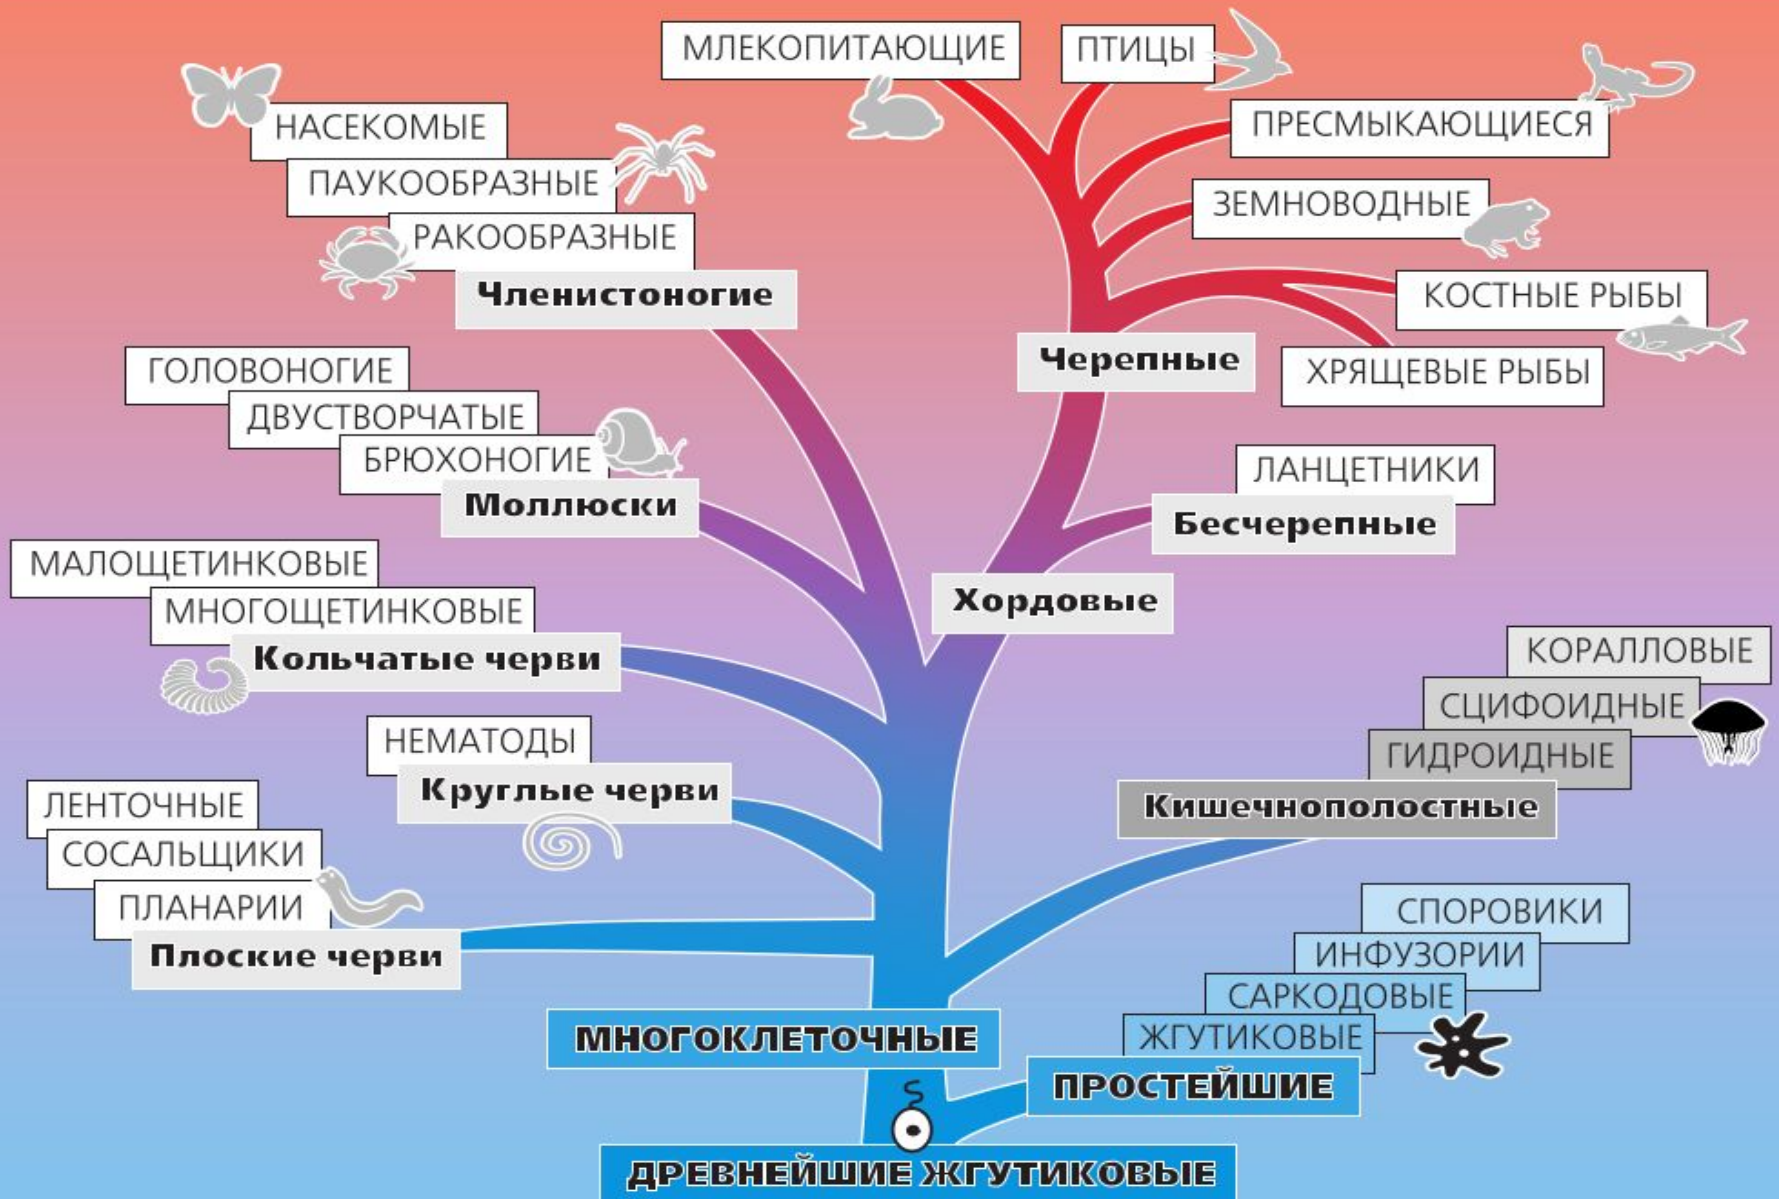 МЛЕКОПИТАЮЩИЕ
ПТИЦЫ
НАСЕКОМЫЕ
ПРЕСМЫКАЮЩИЕСЯ
ПАУКООБРАЗНЫЕ
ЗЕМНОВОДНЫЕ
РАКООБРАЗНЫЕ
Членистоногие
КОСТНЫЕ РЫБЫ
Черепные
ХРЯЩЕВЫЕ РЫБЫ
ГОЛОВОНОГИЕ
ДВУСТВОРЧАТЫЕ
БРЮХОНОГИЕ
Моллюски
ЛАНЦЕТНИКИ
Бесчерепные
МАЛОЩЕТИНКОВЫЕ
МНОГОЩЕТИНКОВЫЕ
Кольчатые черви
Хордовые
КОРАЛЛОВЫЕ
СЦИФОИДНЫЕ
ГИДРОИДНЫЕ
Кишечнополостные
НЕМАТОДЫ
Круглые черви
ЛЕНТОЧНЫЕ
СОСАЛЬЩИКИ
ПЛАНАРИИ
Плоские черви
СПОРОВИКИ
ИНФУЗОРИИ
САРКОДОВЫЕ
ЖГУТИКОВЫЕ
ПРОСТЕЙШИЕ
МНОГОКЛЕТОЧНЫЕ
ДРЕВНЕЙШИЕ ЖГУТИКОВЫЕ